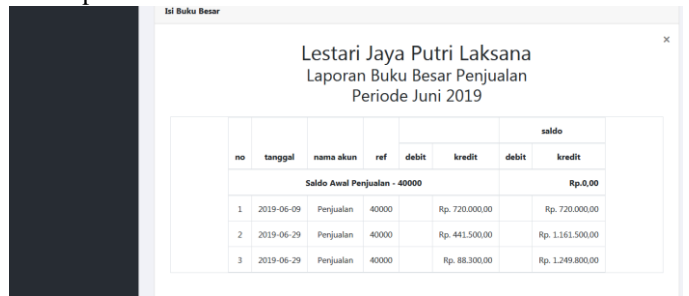 Isi Buku Besar
×
Lestari Jaya Putri Laksana
Laporan Buku Besar Penjualan
Periode Juni 2019
saldo
no tanggal nama akun ref debit kredit debit kredit
Saldo Awal Penjualan - 40000 Rp.0,00
1 2019-06-09 Penjualan 40000 Rp. 720.000,00 Rp. 720.000,00
2 2019-06-29 Penjualan 40000 Rp. 441.500,00 Rp. 1.161.500,00
3 2019-06-29 Penjualan 40000 Rp. 88.300,00 Rp. 1.249.800,00